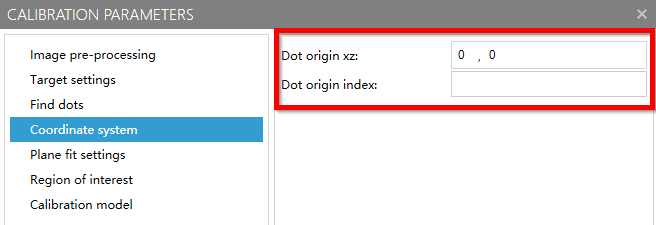 CALIBRATION PARAMETERS
Image pre-processing
Target settings
Find dots
Coordinate system
Plane fit settings
Region of interest
Calibration model
Dot origin xz: 0 , 0
Dot origin index: